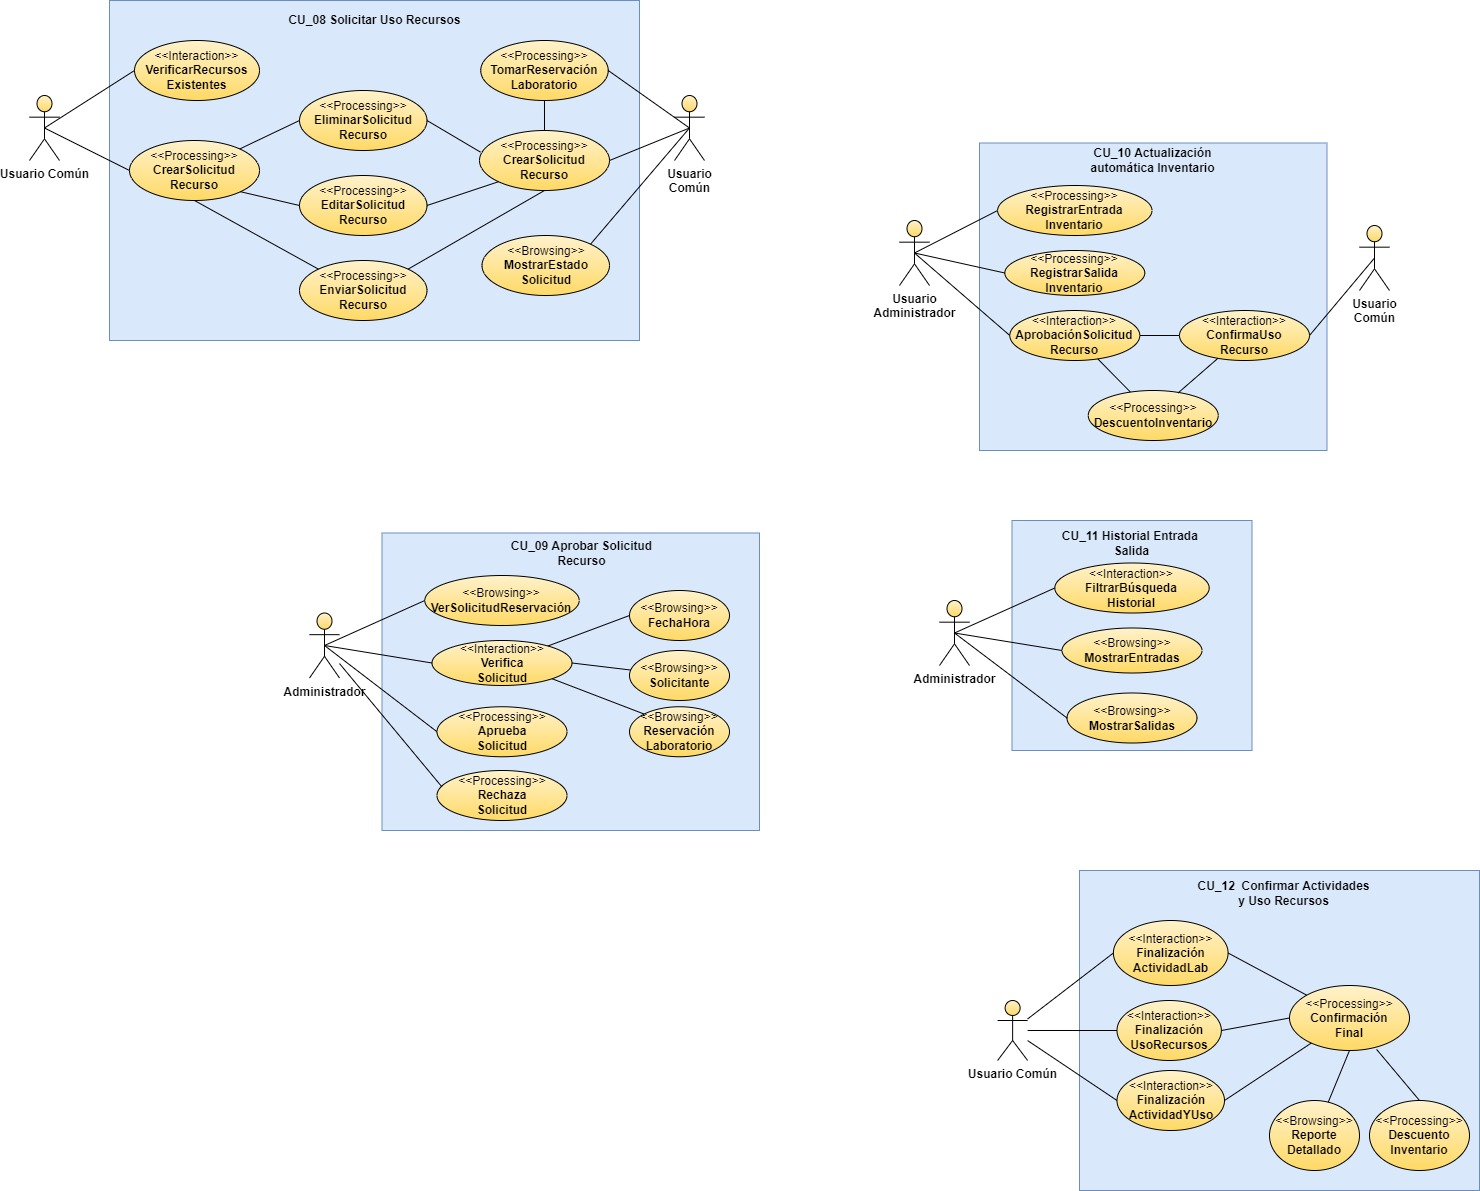 CU_08 Solicitar Uso Recursos
<<Interaction>>
VerificarRecursos
Existentes
<<Processing>>
TomarReservación
Laboratorio
<<Processing>>
EliminarSolicitud
Recurso
<<Processing>>
CrearSolicitud
Recurso
<<Processing>>
CrearSolicitud
Recurso
<<Processing>>
EditarSolicitud
Recurso
<<Browsing>>
MostrarEstado
Solicitud
<<Processing>>
EnviarSolicitud
Recurso
Usuario Común
Usuario
Común
CU_10 Actualización
automática Inventario
<<Processing>>
RegistrarEntrada
Inventario
<<Processing>>
RegistrarSalida
Inventario
<<Interaction>>
AprobaciónSolicitud
Recurso
<<Interaction>>
ConfirmaUso
Recurso
<<Processing>>
DescuentoInventario
Usuario
Administrador
Usuario
Común
CU_09 Aprobar Solicitud
Recurso
<<Browsing>>
VerSolicitudReservación
<<Interaction>>
Verifica
Solicitud
<<Processing>>
Aprueba
Solicitud
<<Processing>>
Rechaza
Solicitud
<<Browsing>>
FechaHora
<<Browsing>>
Solicitante
<<Browsing>>
Reservación
Laboratorio
Administrador
CU_11 Historial Entrada
Salida
<<Interaction>>
FiltrarBúsqueda
Historial
<<Browsing>>
MostrarEntradas
<<Browsing>>
MostrarSalidas
Administrador
CU_12 Confirmar Actividades
y Uso Recursos
<<Interaction>>
Finalización
ActividadLab
<<Interaction>>
Finalización
UsoRecursos
<<Interaction>>
Finalización
ActividadYUso
<<Processing>>
Confirmación
Final
<<Browsing>>
Reporte
Detallado
<<Processing>>
Descuento
Inventario
Usuario Común